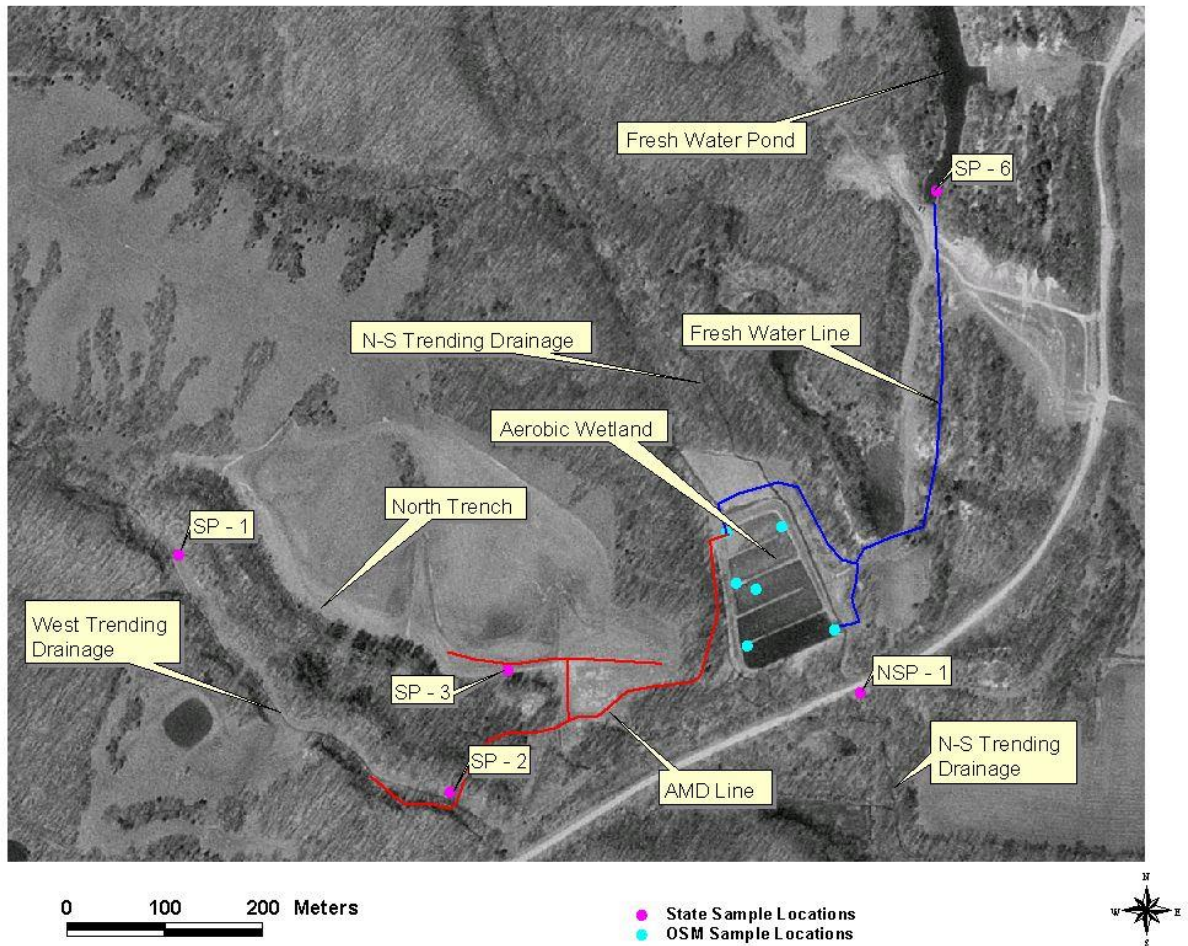 Fresh Water Pond
SP - 6
N-S Trending Drainage
Fresh Water Line
Aerobic Wetland
North Trench
SP - 1
West Trending
Drainage
SP - 3
NSP - 1
SP - 2
AMD Line
N-S Trending
Drainage
0 100 200 Meters
State Sample Locations
OSM Sample Locations
N
W E
S